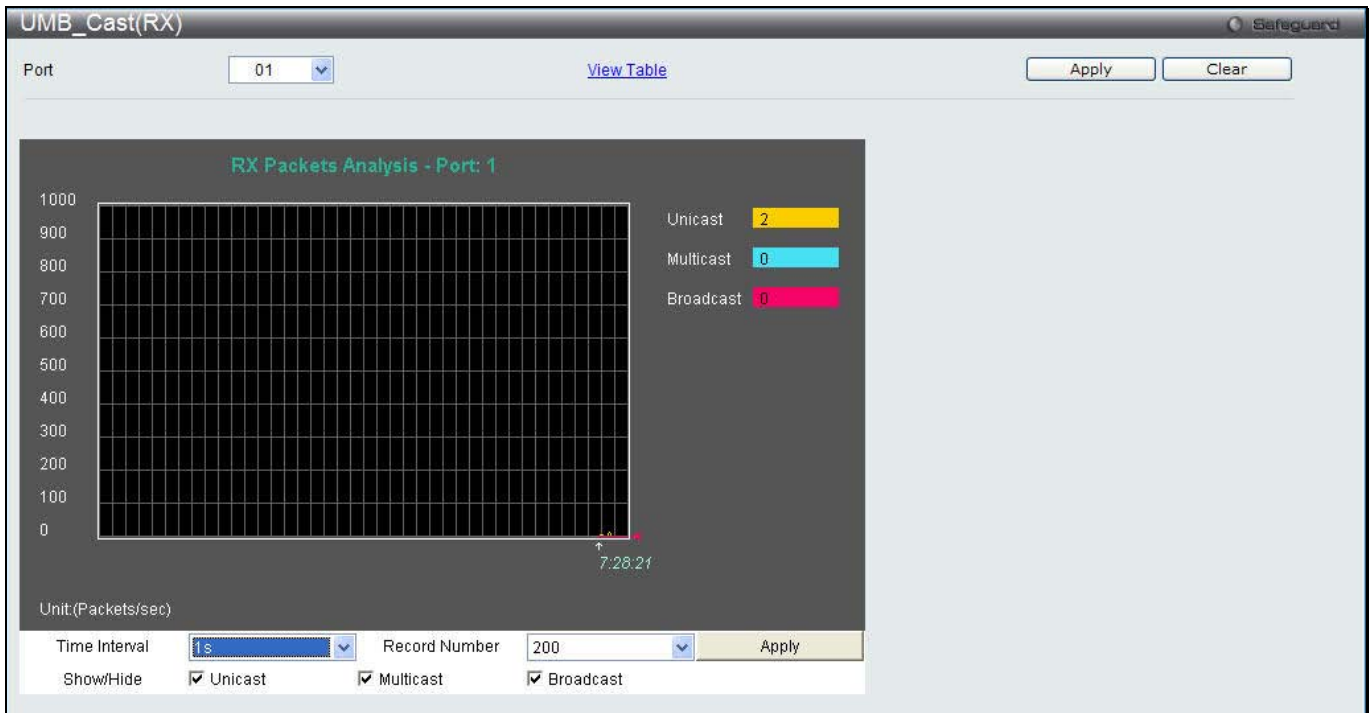 UMB_Cast(RX)
Safeguard
Port 01 View Table Apply Clear
RX Packets Analysis - Port: 1
1000
900
800
700
600
500
400
300
200
100
0
Unicast 2
Multicast 0
Broadcast 0
7:28:21
Unit:(Packets/sec)
Time Interval 1s Record Number 200 Apply
Show/Hide Unicast Multicast Broadcast